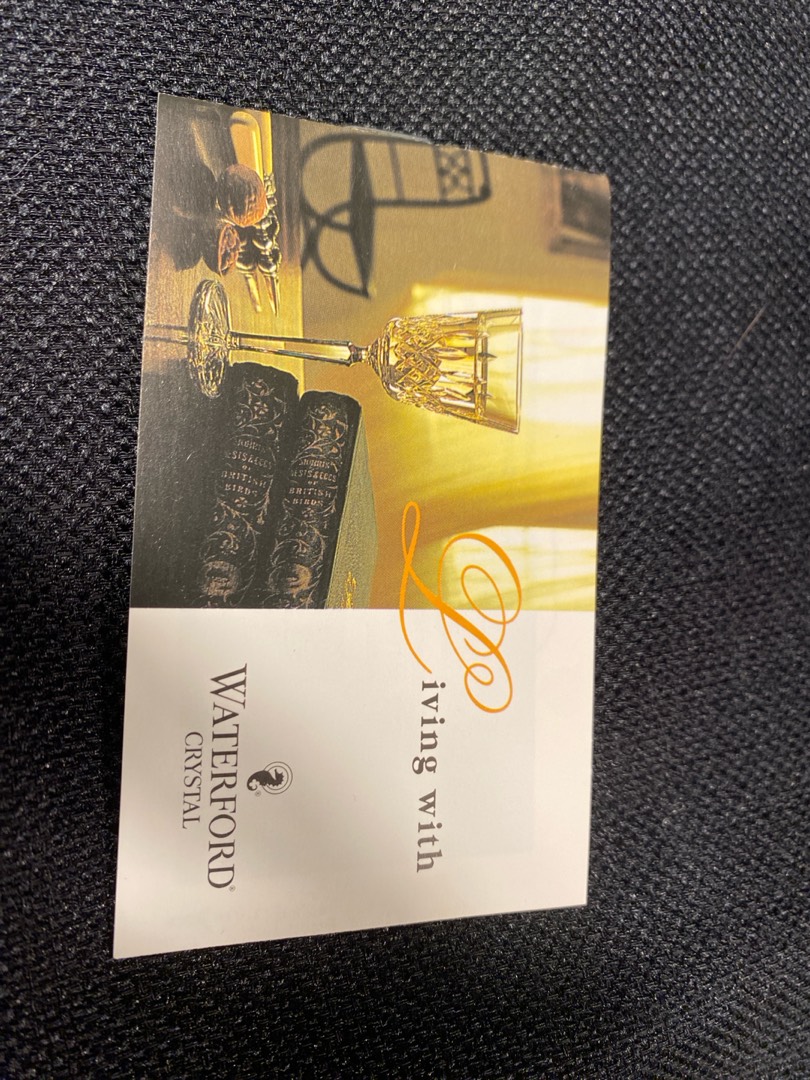 Living with
WATERFORD®
CRYSTAL
BRITISH
BIRDS
BRITISH
BIRDS